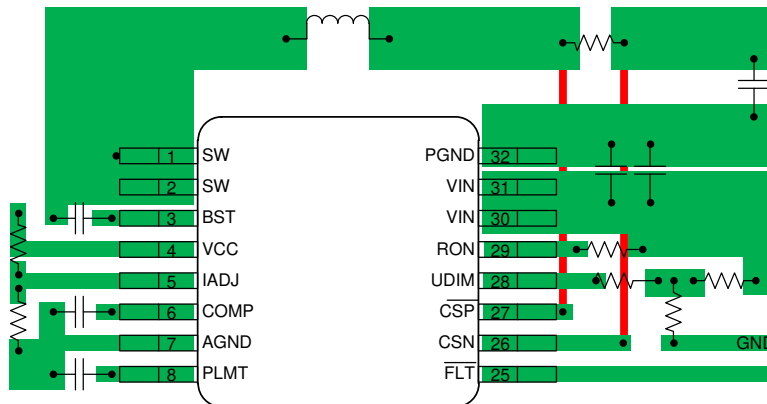 1 SW PGND 32
2 SW VIN 31
3 BST VIN 30
4 VCC RON 29
5 IADJ UDIM 28
6 COMP CSP 27
7 AGND CSN 26 GND
8 PLMT FLT 25